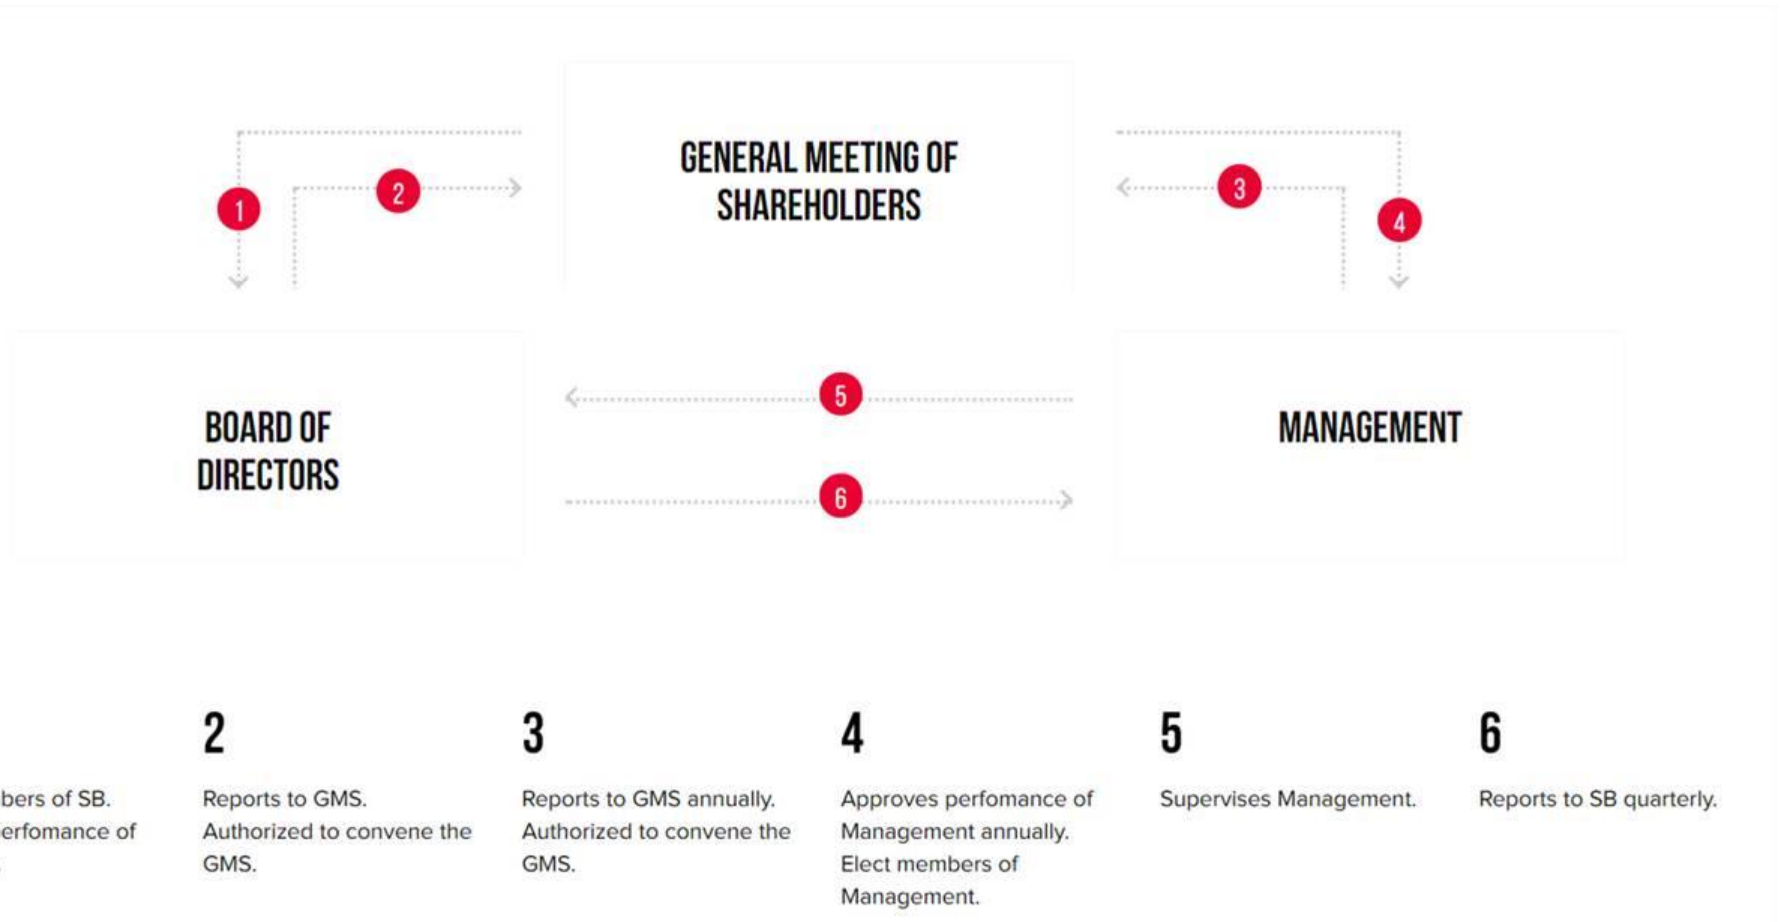 GENERAL MEETING OF
SHAREHOLDERS
1
2
3
4
BOARD OF
DIRECTORS
5
6
MANAGEMENT
bers of SB.
erfomance of
2
Reports to GMS.
Authorized to convene the
GMS.
3
Reports to GMS annually.
Authorized to convene the
GMS.
4
Approves perfomance of
Management annually.
Elect members of
Management.
5
Supervises Management.
6
Reports to SB quarterly.